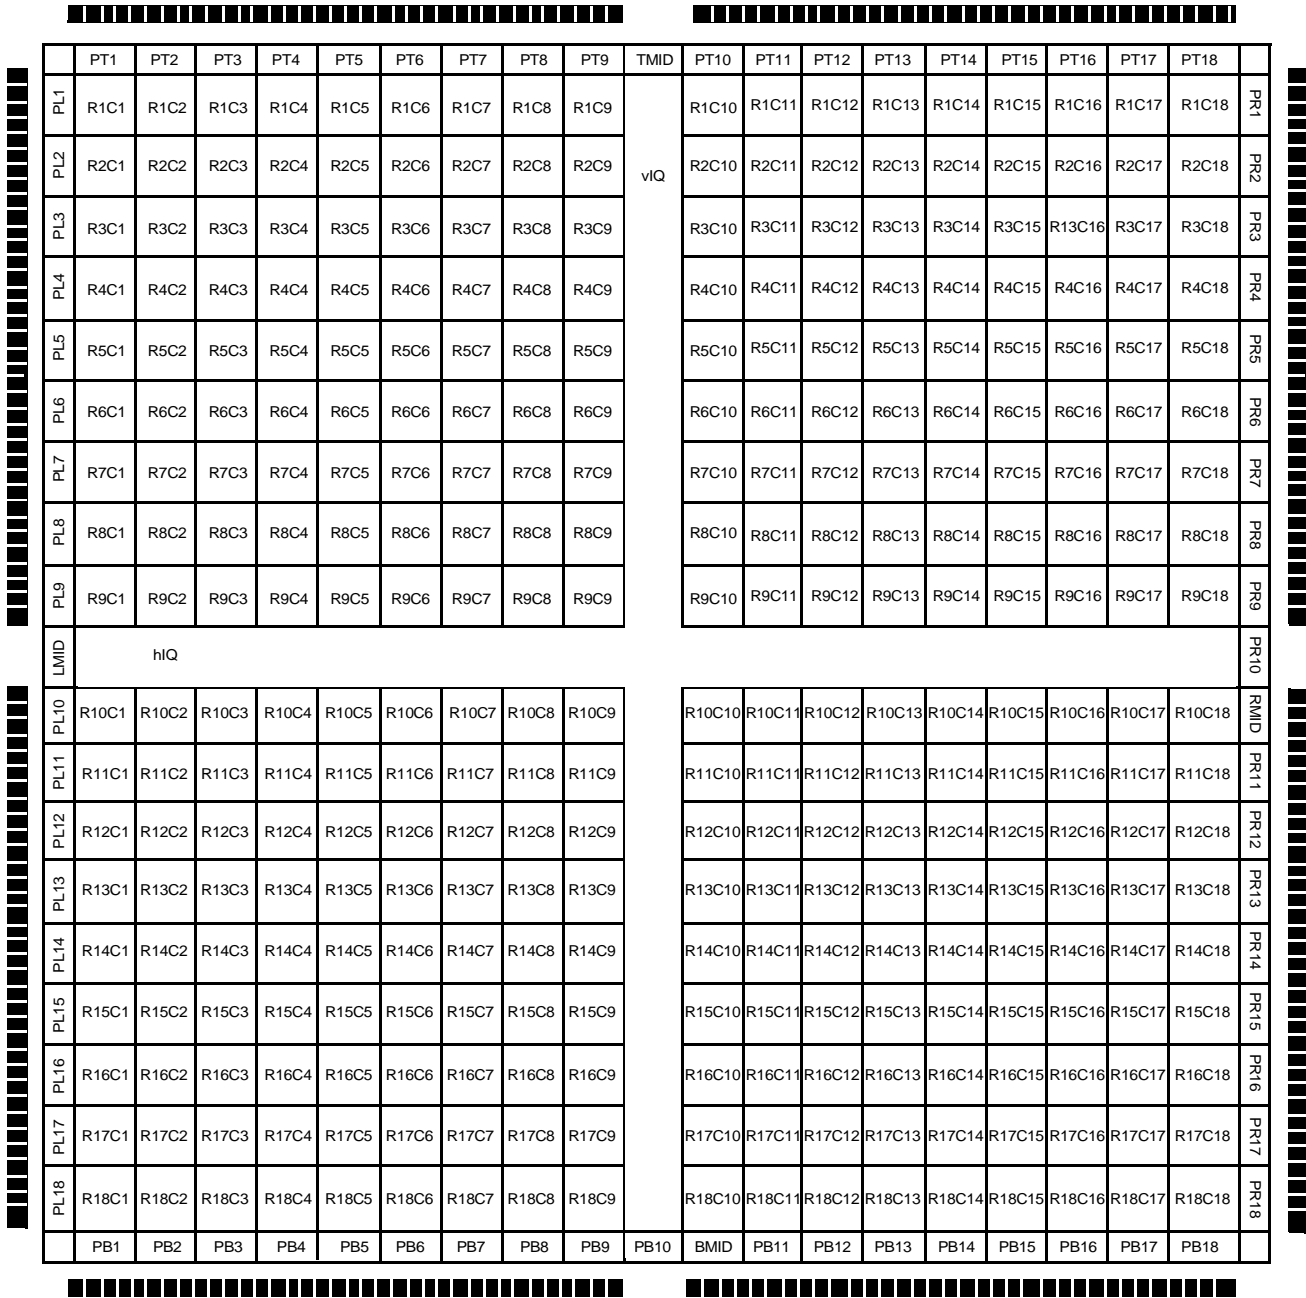 PT1 PT2 PT3 PT4 PT5 PT6 PT7 PT8 PT9 TMID PT10 PT11 PT12 PT13 PT14 PT15 PT16 PT17 PT18
PL1 R1C1 R1C2 R1C3 R1C4 R1C5 R1C6 R1C7 R1C8 R1C9 R1C10 R1C11 R1C12 R1C13 R1C14 R1C15 R1C16 R1C17 R1C18 PR1
PL2 R2C1 R2C2 R2C3 R2C4 R2C5 R2C6 R2C7 R2C8 R2C9 vIQ R2C10 R2C11 R2C12 R2C13 R2C14 R2C15 R2C16 R2C17 R2C18 PR2
PL3 R3C1 R3C2 R3C3 R3C4 R3C5 R3C6 R3C7 R3C8 R3C9 R3C10 R3C11 R3C12 R3C13 R3C14 R3C15 R13C16 R3C17 R3C18 PR3
PL4 R4C1 R4C2 R4C3 R4C4 R4C5 R4C6 R4C7 R4C8 R4C9 R4C10 R4C11 R4C12 R4C13 R4C14 R4C15 R4C16 R4C17 R4C18 PR4
PL5 R5C1 R5C2 R5C3 R5C4 R5C5 R5C6 R5C7 R5C8 R5C9 R5C10 R5C11 R5C12 R5C13 R5C14 R5C15 R5C16 R5C17 R5C18 PR5
PL6 R6C1 R6C2 R6C3 R6C4 R6C5 R6C6 R6C7 R6C8 R6C9 R6C10 R6C11 R6C12 R6C13 R6C14 R6C15 R6C16 R6C17 R6C18 PR6
PL7 R7C1 R7C2 R7C3 R7C4 R7C5 R7C6 R7C7 R7C8 R7C9 R7C10 R7C11 R7C12 R7C13 R7C14 R7C15 R7C16 R7C17 R7C18 PR7
PL8 R8C1 R8C2 R8C3 R8C4 R8C5 R8C6 R8C7 R8C8 R8C9 R8C10 R8C11 R8C12 R8C13 R8C14 R8C15 R8C16 R8C17 R8C18 PR8
PL9 R9C1 R9C2 R9C3 R9C4 R9C5 R9C6 R9C7 R9C8 R9C9 R9C10 R9C11 R9C12 R9C13 R9C14 R9C15 R9C16 R9C17 R9C18 PR9
LMID hIQ PR10
PL10 R10C1 R10C2 R10C3 R10C4 R10C5 R10C6 R10C7 R10C8 R10C9 R10C10 R10C11 R10C12 R10C13 R10C14 R10C15 R10C16 R10C17 R10C18 RMID
PL11 R11C1 R11C2 R11C3 R11C4 R11C5 R11C6 R11C7 R11C8 R11C9 R11C10 R11C11 R11C12 R11C13 R11C14 R11C15 R11C16 R11C17 R11C18 PR11
PL12 R12C1 R12C2 R12C3 R12C4 R12C5 R12C6 R12C7 R12C8 R12C9 R12C10 R12C11 R12C12 R12C13 R12C14 R12C15 R12C16 R12C17 R12C18 PR12
PL13 R13C1 R13C2 R13C3 R13C4 R13C5 R13C6 R13C7 R13C8 R13C9 R13C10 R13C11 R13C12 R13C13 R13C14 R13C15 R13C16 R13C17 R13C18 PR13
PL14 R14C1 R14C2 R14C3 R14C4 R14C5 R14C6 R14C7 R14C8 R14C9 R14C10 R14C11 R14C12 R14C13 R14C14 R14C15 R14C16 R14C17 R14C18 PR14
PL15 R15C1 R15C2 R15C3 R15C4 R15C5 R15C6 R15C7 R15C8 R15C9 R15C10 R15C11 R15C12 R15C13 R15C14 R15C15 R15C16 R15C17 R15C18 PR15
PL16 R16C1 R16C2 R16C3 R16C4 R16C5 R16C6 R16C7 R16C8 R16C9 R16C10 R16C11 R16C12 R16C13 R16C14 R16C15 R16C16 R16C17 R16C18 PR16
PL17 R17C1 R17C2 R17C3 R17C4 R17C5 R17C6 R17C7 R17C8 R17C9 R17C10 R17C11 R17C12 R17C13 R17C14 R17C15 R17C16 R17C17 R17C18 PR17
PL18 R18C1 R18C2 R18C3 R18C4 R18C5 R18C6 R18C7 R18C8 R18C9 R18C10 R18C11 R18C12 R18C13 R18C14 R18C15 R18C16 R18C17 R18C18 PR18
PB1 PB2 PB3 PB4 PB5 PB6 PB7 PB8 PB9 PB10 BMID PB11 PB12 PB13 PB14 PB15 PB16 PB17 PB18